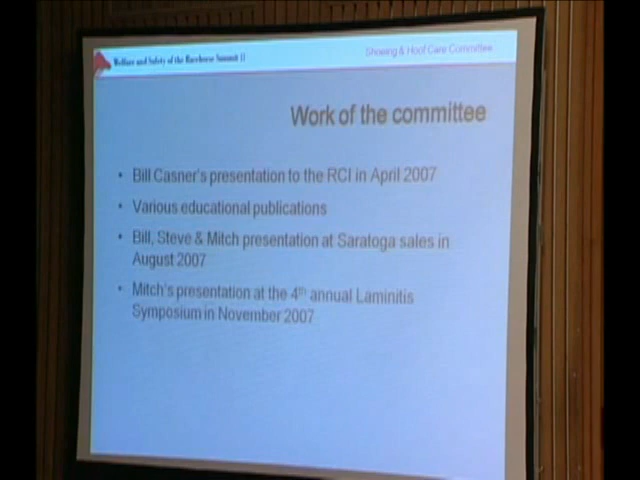 Welfare and Safety of the Racehorse Summit II
Shoeing & Hoof Care Committee
Work of the committee
• Bill Casner's presentation to the RCI in April 2007
• Various educational publications
• Bill, Steve & Mitch presentation at Saratoga sales in
August 2007
• Mitch's presentation at the 4th annual Laminitis
Symposium in November 2007